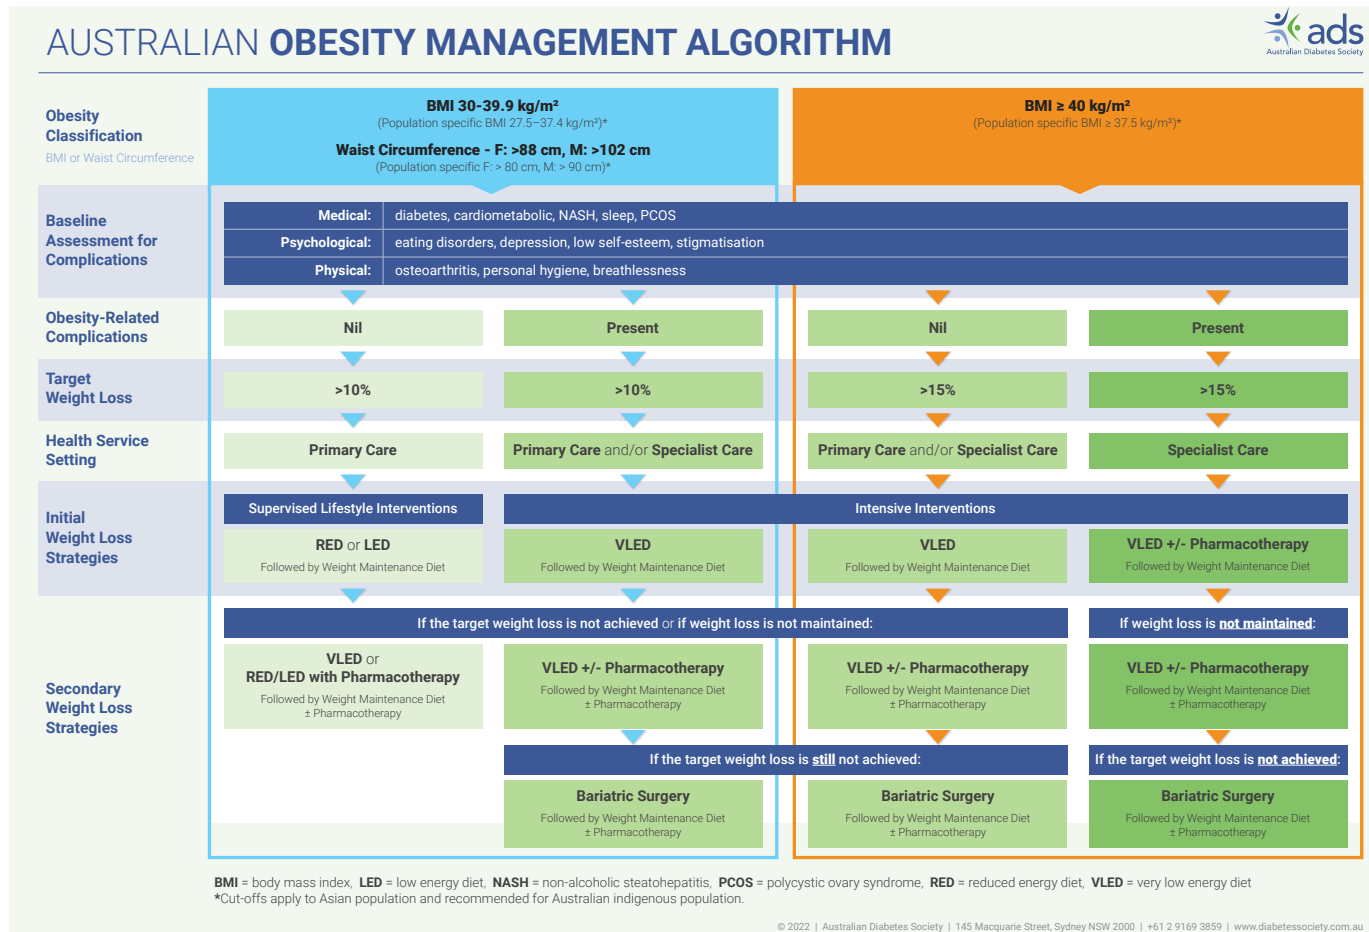 AUSTRALIAN OBESITY MANAGEMENT ALGORITHM
ads
Australian Diabetes Society
Obesity
Classification
BMI or Waist Circumference
BMI 30-39.9 kg/m²
(Population specific BMI 27.5–37.4 kg/m²)*
Waist Circumference - F: >88 cm, M: >102 cm
(Population specific F: > 80 cm, M: > 90 cm)*
BMI ≥ 40 kg/m²
(Population specific BMI ≥ 37.5 kg/m²)*
Baseline
Assessment for
Complications
Medical: diabetes, cardiometabolic, NASH, sleep, PCOS
Psychological: eating disorders, depression, low self-esteem, stigmatisation
Physical: osteoarthritis, personal hygiene, breathlessness
Obesity-Related
Complications
Nil
Present
Nil
Present
Target
Weight Loss
>10%
>10%
>15%
>15%
Health Service
Setting
Primary Care
Primary Care and/or Specialist Care
Primary Care and/or Specialist Care
Specialist Care
Initial
Weight Loss
Strategies
Supervised Lifestyle Interventions
Intensive Interventions
RED or LED
Followed by Weight Maintenance Diet
VLED
Followed by Weight Maintenance Diet
VLED
Followed by Weight Maintenance Diet
VLED +/- Pharmacotherapy
Followed by Weight Maintenance Diet
Secondary
Weight Loss
Strategies
If the target weight loss is not achieved or if weight loss is not maintained:
If weight loss is not maintained:
VLED or
RED/LED with Pharmacotherapy
Followed by Weight Maintenance Diet
± Pharmacotherapy
VLED +/- Pharmacotherapy
Followed by Weight Maintenance Diet
± Pharmacotherapy
VLED +/- Pharmacotherapy
Followed by Weight Maintenance Diet
± Pharmacotherapy
VLED +/- Pharmacotherapy
Followed by Weight Maintenance Diet
± Pharmacotherapy
If the target weight loss is still not achieved:
If the target weight loss is not achieved:
Bariatric Surgery
Followed by Weight Maintenance Diet
± Pharmacotherapy
Bariatric Surgery
Followed by Weight Maintenance Diet
± Pharmacotherapy
Bariatric Surgery
Followed by Weight Maintenance Diet
± Pharmacotherapy
BMI = body mass index, LED = low energy diet, NASH = non-alcoholic steatohepatitis, PCOS = polycystic ovary syndrome, RED = reduced energy diet, VLED = very low energy diet
*Cut-offs apply to Asian population and recommended for Australian indigenous population.
© 2022 | Australian Diabetes Society | 145 Macquarie Street, Sydney NSW 2000 | +61 2 9169 3859 | www.diabetessociety.com.au